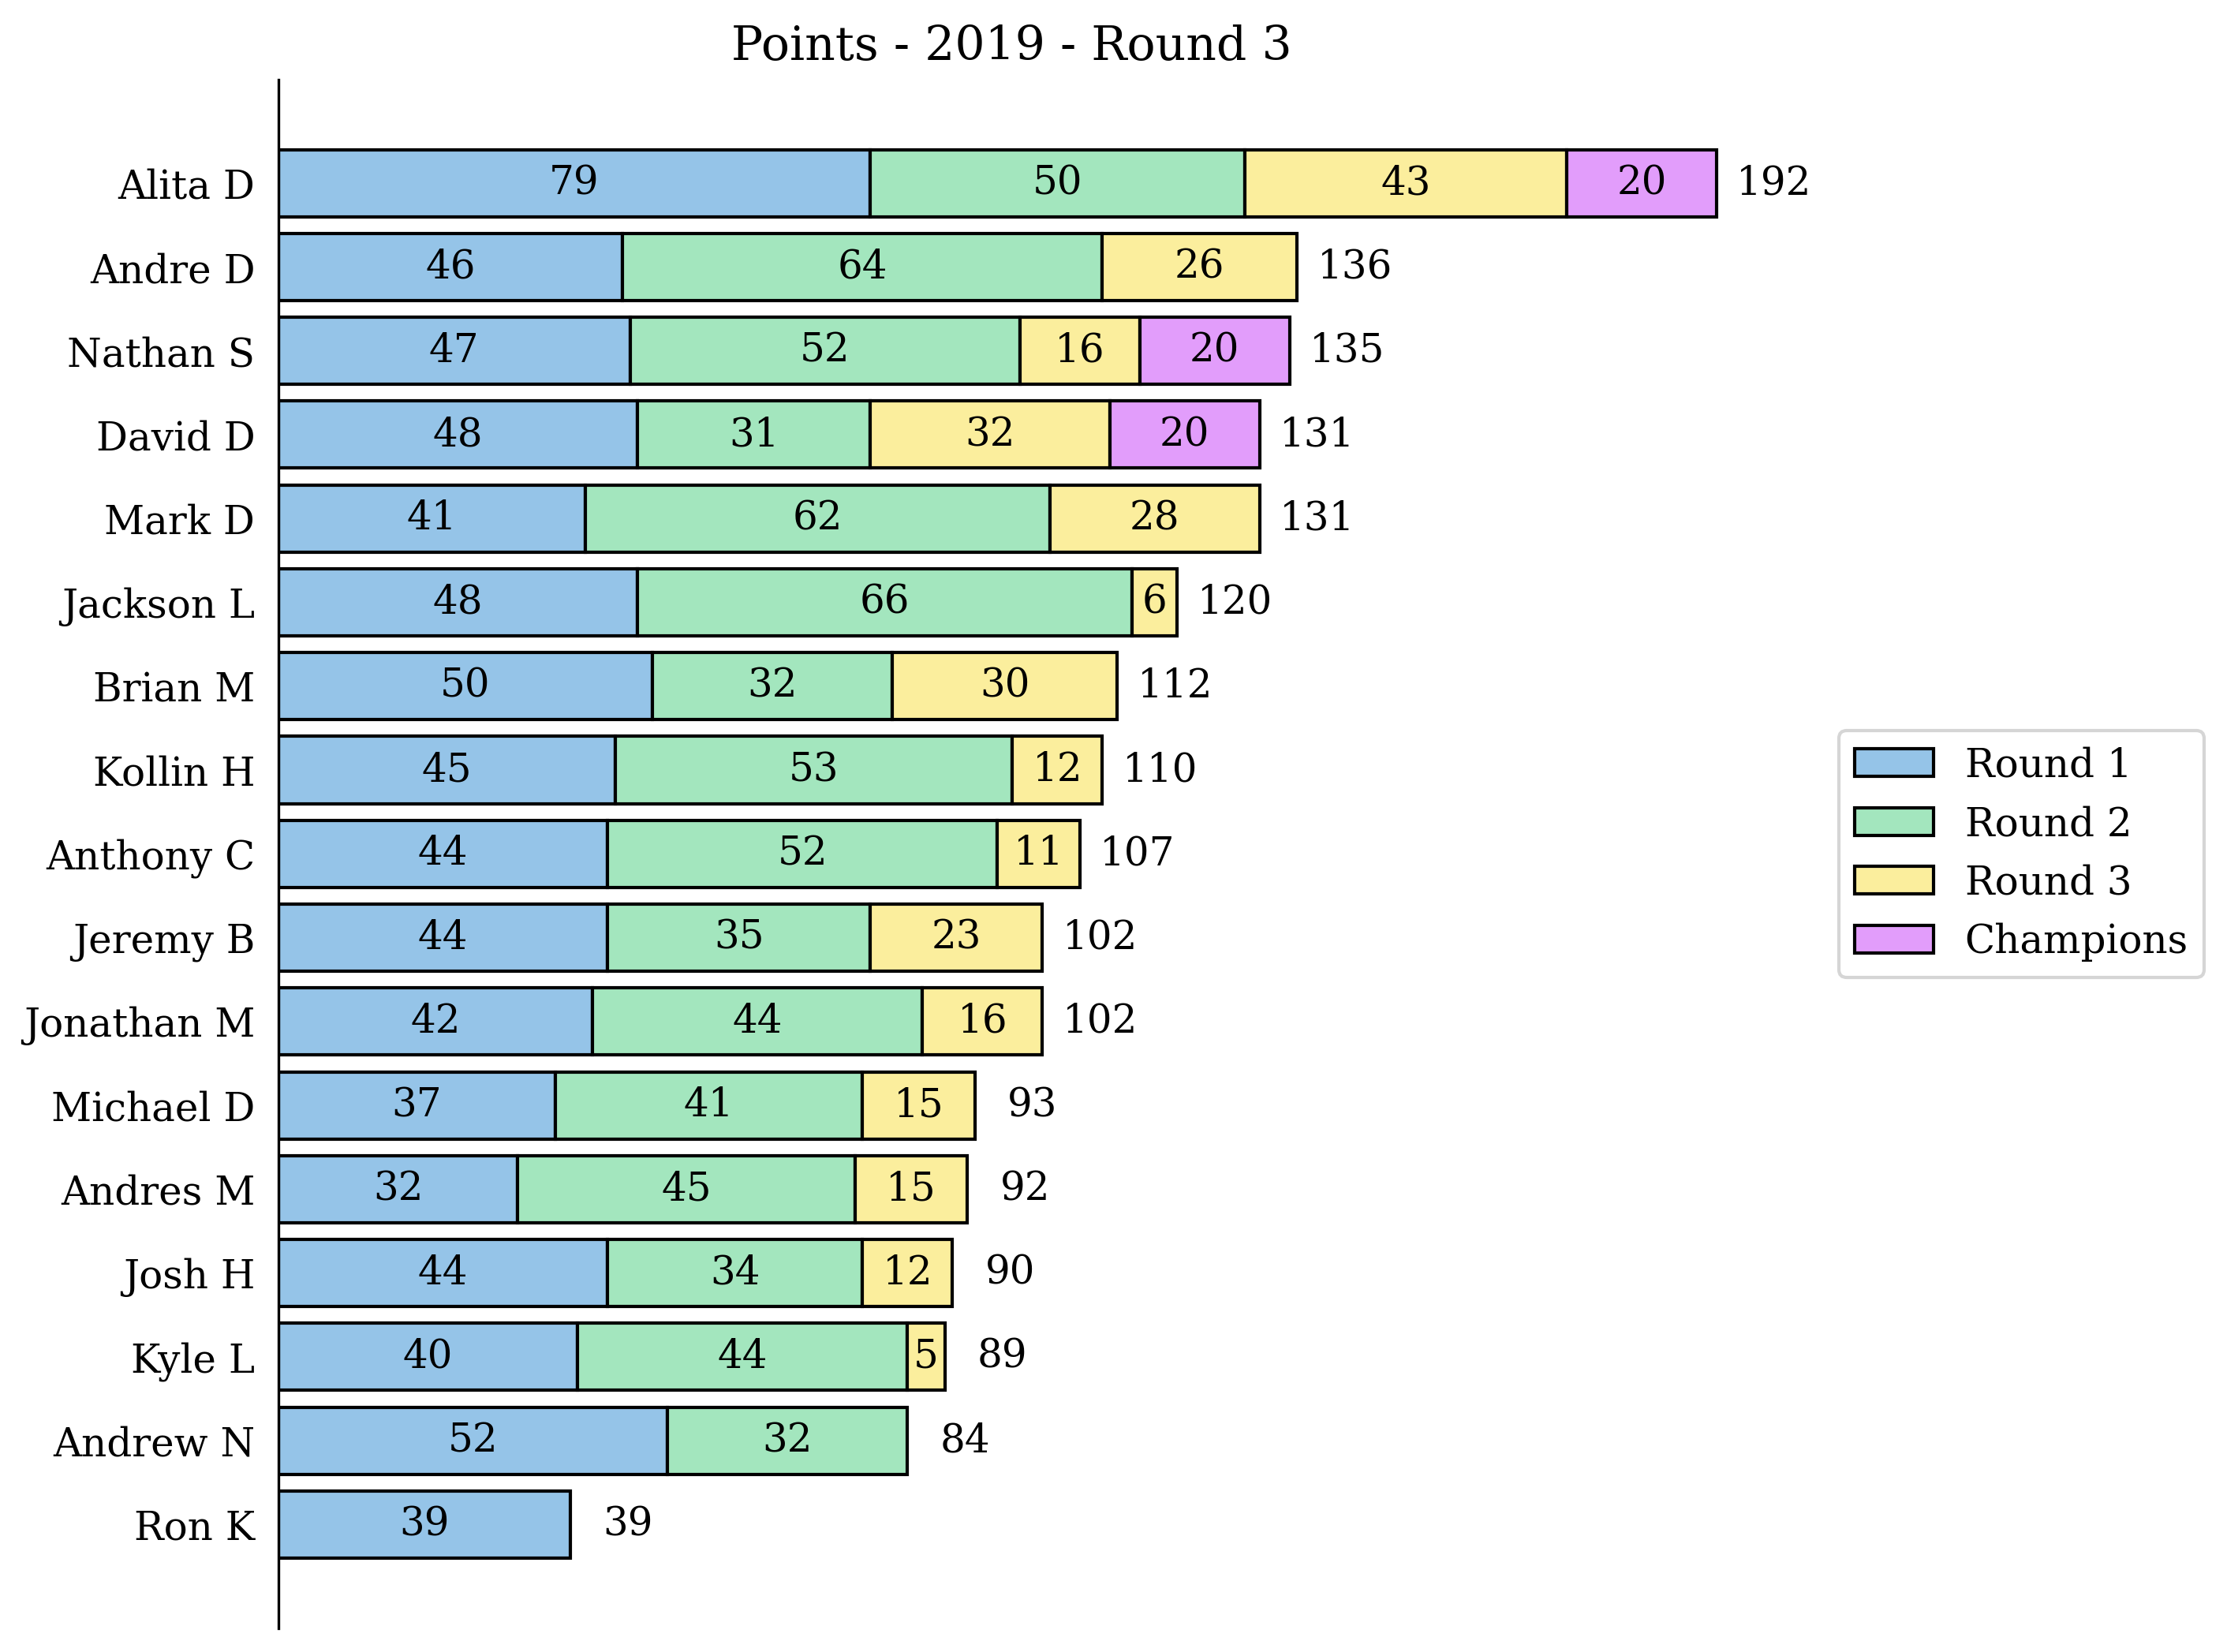 Points - 2019 - Round 3
Alita D 79 50 43 20 192
Andre D 46 64 26 136
Nathan S 47 52 16 20 135
David D 48 31 32 20 131
Mark D 41 62 28 131
Jackson L 48 66 6 120
Brian M 50 32 30 112
Kollin H 45 53 12 110
Anthony C 44 52 11 107
Jeremy B 44 35 23 102
Jonathan M 42 44 16 102
Michael D 37 41 15 93
Andres M 32 45 15 92
Josh H 44 34 12 90
Kyle L 40 44 5 89
Andrew N 52 32 84
Ron K 39 39
Round 1
Round 2
Round 3
Champions